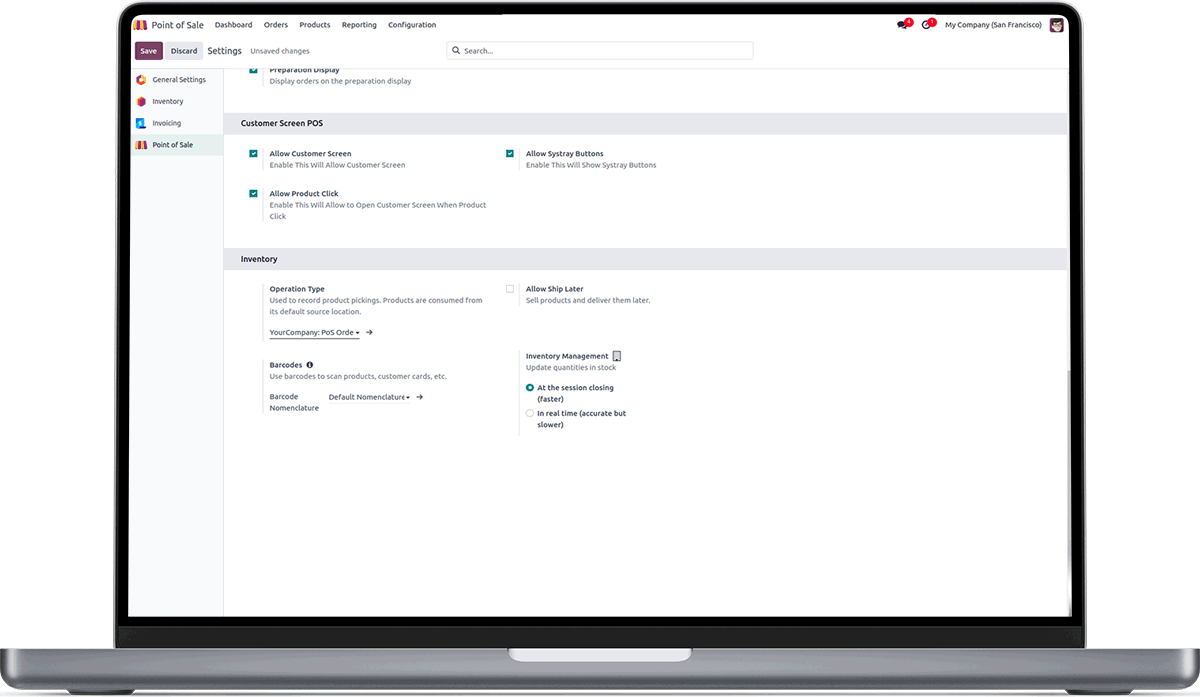 Point of Sale Dashboard Orders Products Reporting Configuration 4 1 My Company (San Francisco)
Save Discard Settings Unsaved changes Search...
General Settings
Inventory
Invoicing
Point of Sale
Preparation Display
Display orders on the preparation display
Customer Screen POS
Allow Customer Screen
Enable This Will Allow Customer Screen
Allow Systray Buttons
Enable This Will Show Systray Buttons
Allow Product Click
Enable This Will Allow to Open Customer Screen When Product
Click
Inventory
Operation Type
Used to record product pickings. Products are consumed from
its default source location.
YourCompany: PoS Orde
Allow Ship Later
Sell products and deliver them later.
Barcodes
Use barcodes to scan products, customer cards, etc.
Barcode
Nomenclature
Default Nomenclature
Inventory Management
Update quantities in stock
At the session closing
(faster)
In real time (accurate but
slower)